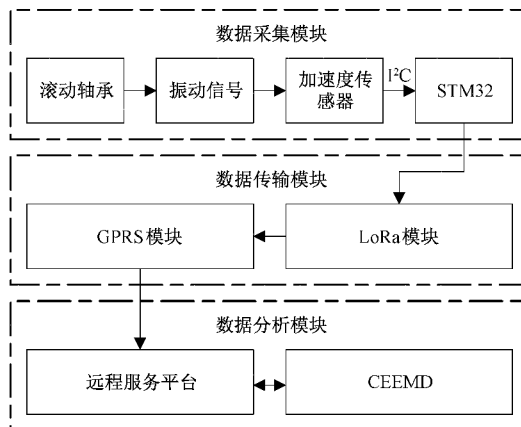 数据采集模块
滚动轴承
振动信号
加速度传
感器
I²C
STM32
数据传输模块
GPRS模块
LoRa模块
数据分析模块
远程服务平台
CEEMD